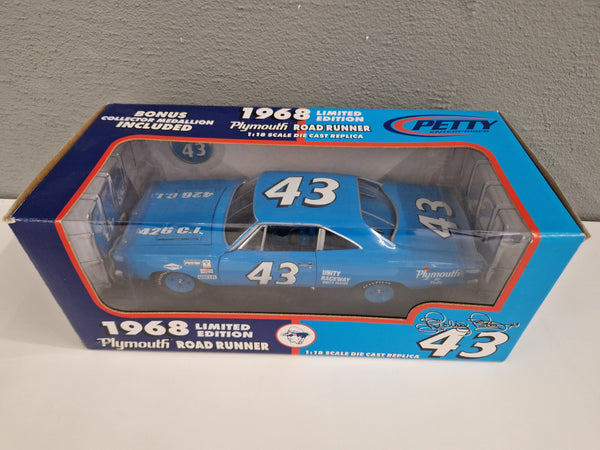 BONUS
COLLECTOR MEDALLION
INCLUDED
1968 LIMITED EDITION
Plymouth ROAD RUNNER
1:18 SCALE DIE CAST REPLICA
PETTY
ENTERPRISES
43
43
426 C.I.
426 C.I.
43
43
UNITY
RACEWAY
Plymouth
1968 LIMITED EDITION
Plymouth ROAD RUNNER
1:18 SCALE DIE CAST REPLICA
43